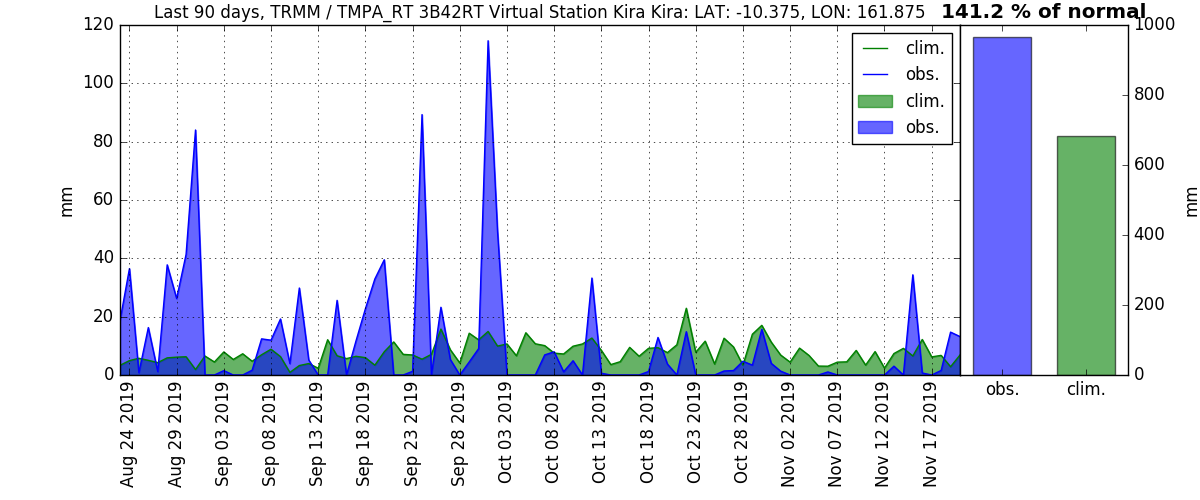 Last 90 days, TRMM / TMPA_RT 3B42RT Virtual Station Kira Kira: LAT: -10.375, LON: 161.875 141.2 % of normal
120
100
80
60
40
20
0
mm
clim.
obs.
clim.
obs.
1000
800
600
400
200
0
mm
Aug 24 2019
Aug 29 2019
Sep 03 2019
Sep 08 2019
Sep 13 2019
Sep 18 2019
Sep 23 2019
Sep 28 2019
Oct 03 2019
Oct 08 2019
Oct 13 2019
Oct 18 2019
Oct 23 2019
Oct 28 2019
Nov 02 2019
Nov 07 2019
Nov 12 2019
Nov 17 2019
obs.
clim.